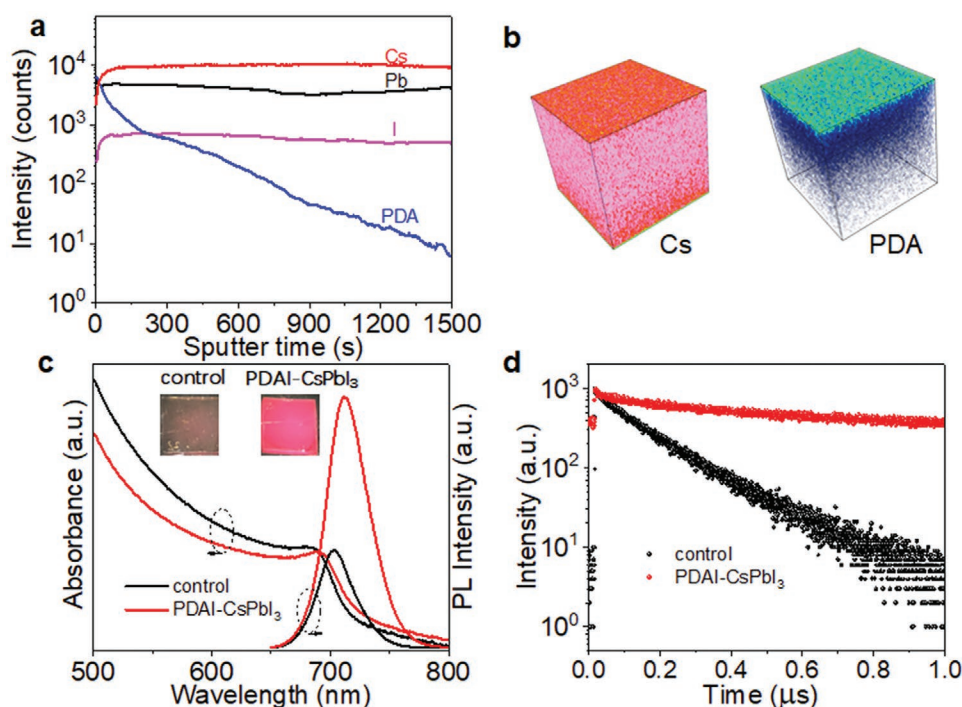 a
Intensity (counts)
10⁴
10³
10²
10¹
10⁰
Cs
Pb
I
PDA
0 300 600 900 1200 1500
Sputter time (s)
b
Cs
PDA
c
control PDAI-CsPbI₃
Absorbance (a.u.)
PL Intensity (a.u.)
control
PDAI-CsPbI₃
500 600 700 800
Wavelength (nm)
d
Intensity (a.u.)
10³
10²
10¹
10⁰
control
PDAI-CsPbI₃
0.0 0.2 0.4 0.6 0.8 1.0
Time (μs)